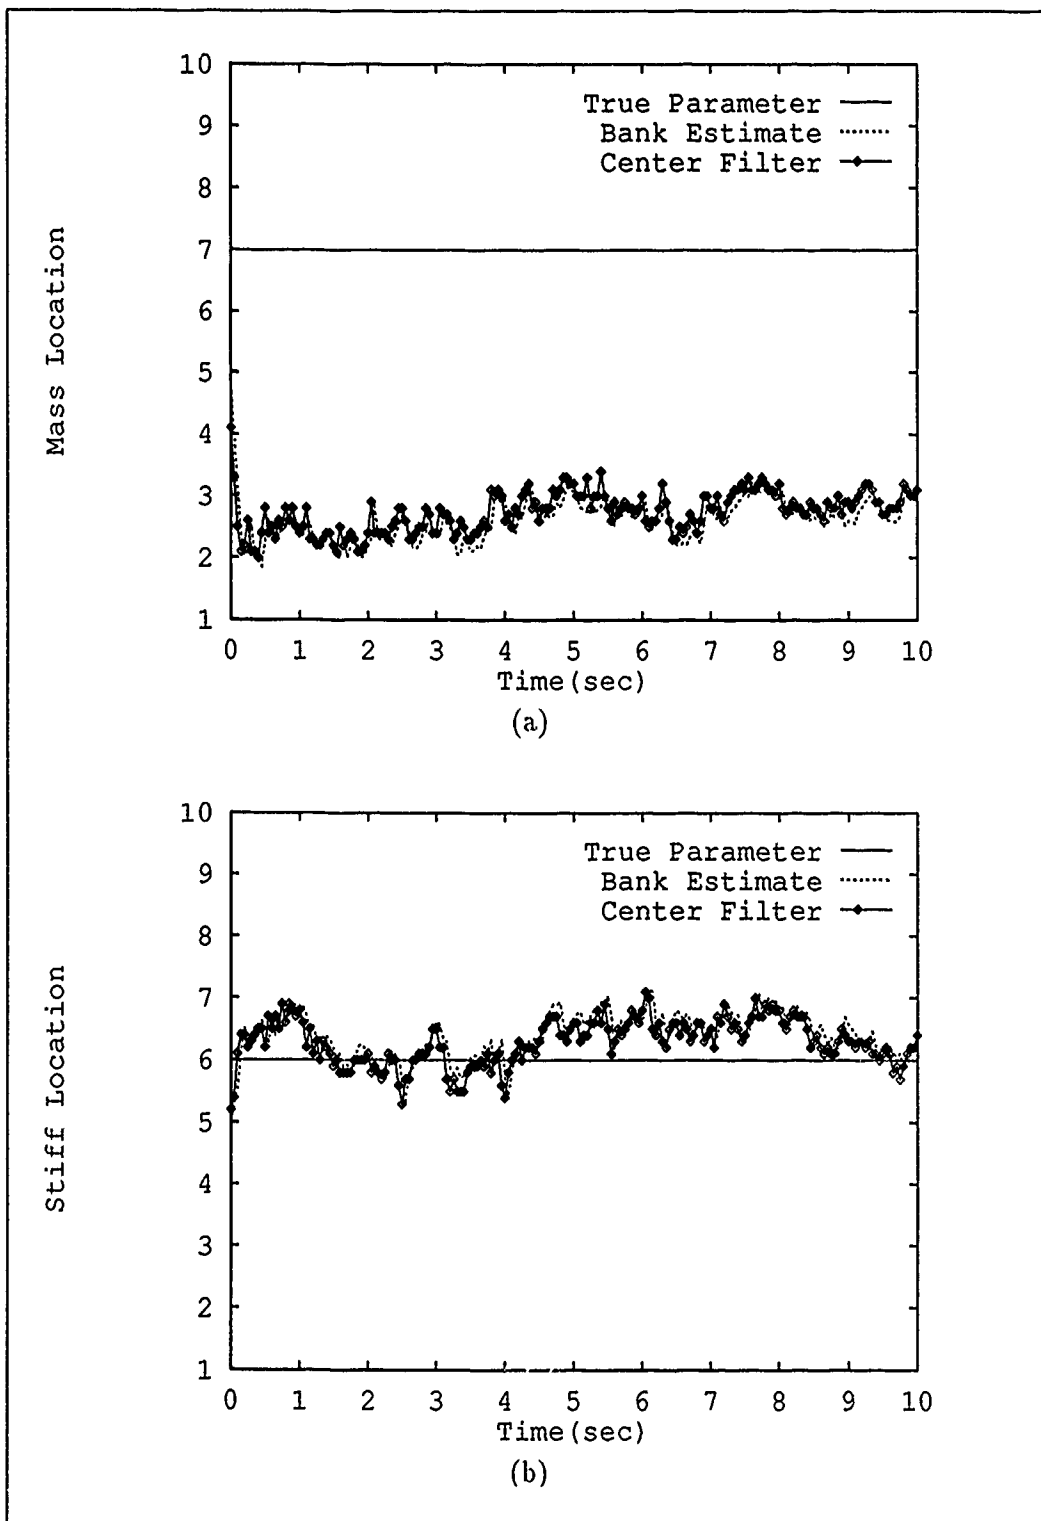 10
True Parameter
9
Bank Estimate
Center Filter
8
7
6
5
4
3
2
1
Mass Location
0 1 2 3 4 5 6 7 8 9 10
Time(sec)
(a)
10
True Parameter
9
Bank Estimate
Center Filter
8
7
6
5
4
3
2
1
Stiff Location
0 1 2 3 4 5 6 7 8 9 10
Time(sec)
(b)